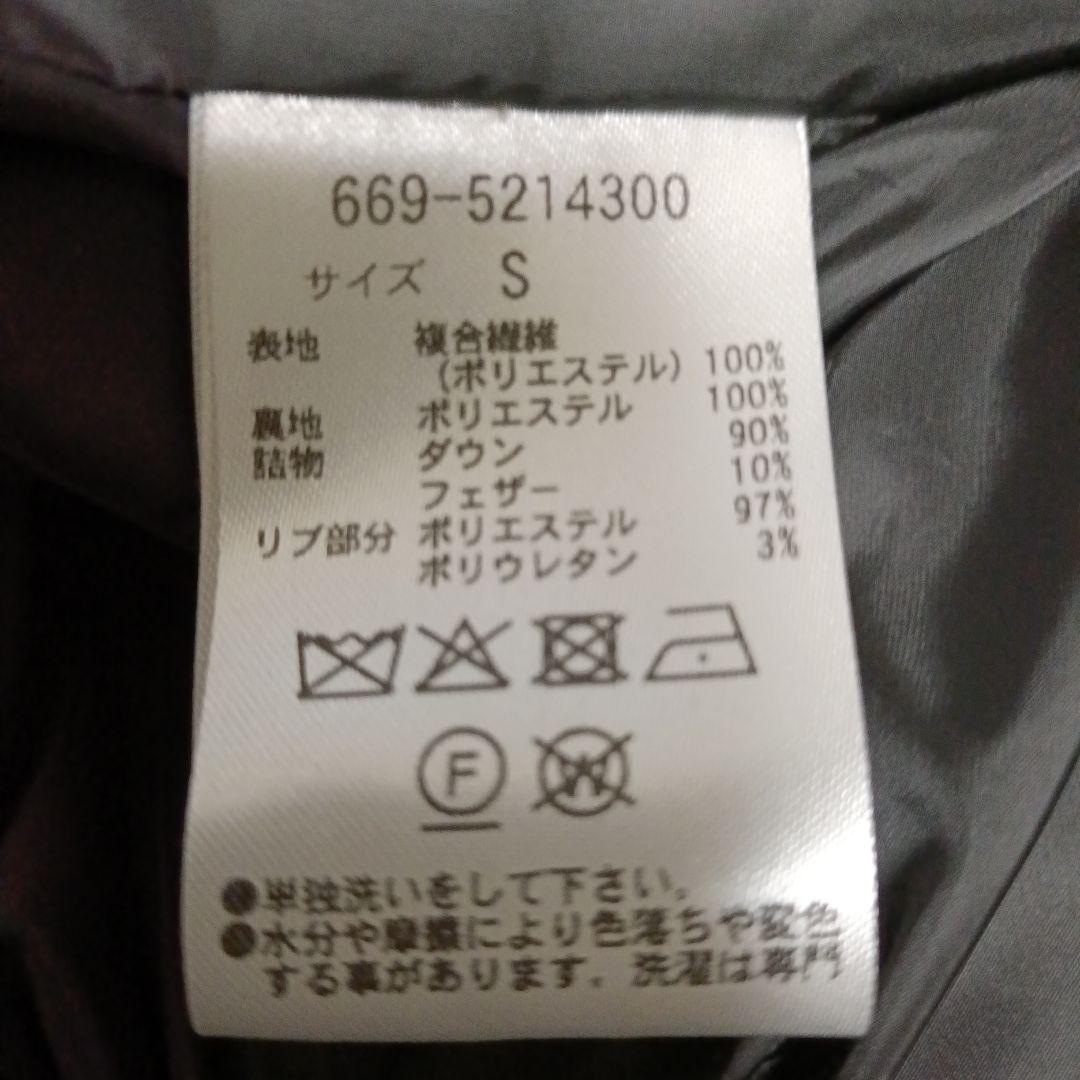 669-5214300
サイズ S
表地 複合繊維
(ポリエステル) 100%
裏地 ポリエステル 100%
詰物 ダウン 90%
フェザー 10%
リブ部分 ポリエステル 97%
ポリウレタン 3%
F W
●単独洗いをして下さい。
●水分や摩擦により色落ちや変色
する事があります。洗濯は専門